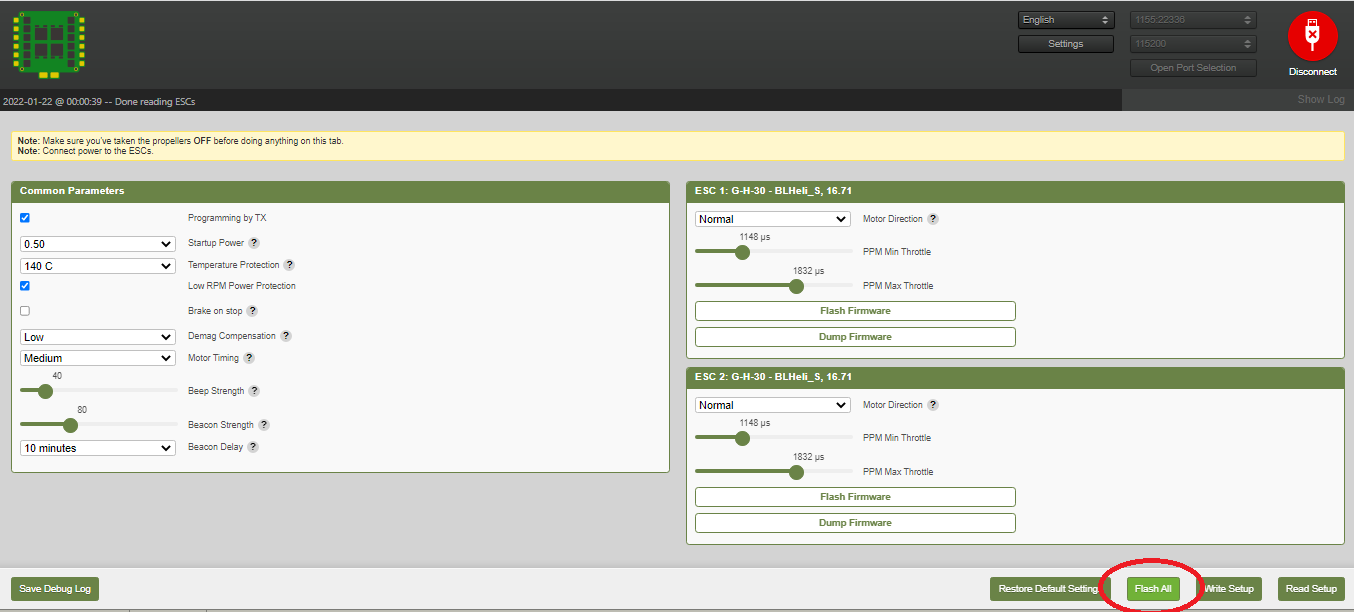 English
1155:22336
Settings
115200
Open Port Selection
Disconnect
2022-01-22 @ 00:00:39 -- Done reading ESCs
Show Log
Note: Make sure you've taken the propellers OFF before doing anything on this tab.
Note: Connect power to the ESCs.
Common Parameters
Programming by TX
0.50 Startup Power ?
140 C Temperature Protection ?
Low RPM Power Protection
Brake on stop ?
Low Demag Compensation ?
Medium Motor Timing ?
40
Beep Strength ?
80
Beacon Strength ?
10 minutes Beacon Delay ?
ESC 1: G-H-30 - BLHeli_S, 16.71
Normal Motor Direction ?
1148 µs
PPM Min Throttle
1832 µs
PPM Max Throttle
Flash Firmware
Dump Firmware
ESC 2: G-H-30 - BLHeli_S, 16.71
Normal Motor Direction ?
1148 µs
PPM Min Throttle
1832 µs
PPM Max Throttle
Flash Firmware
Dump Firmware
Save Debug Log
Restore Default Settings
Flash All
Write Setup
Read Setup